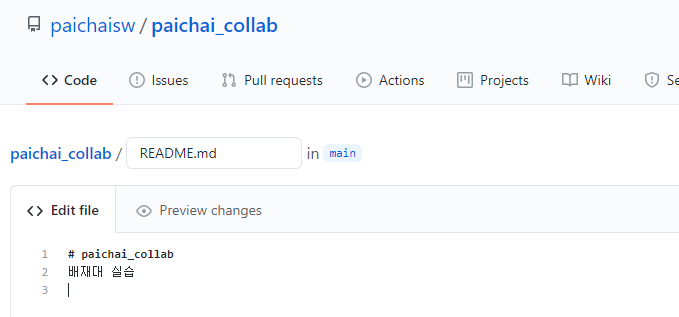 paichaisw / paichai_collab
<> Code Issues Pull requests Actions Projects Wiki Se
paichai_collab / README.md in main
<> Edit file Preview changes
1 # paichai_collab
2 배재대 실습
3